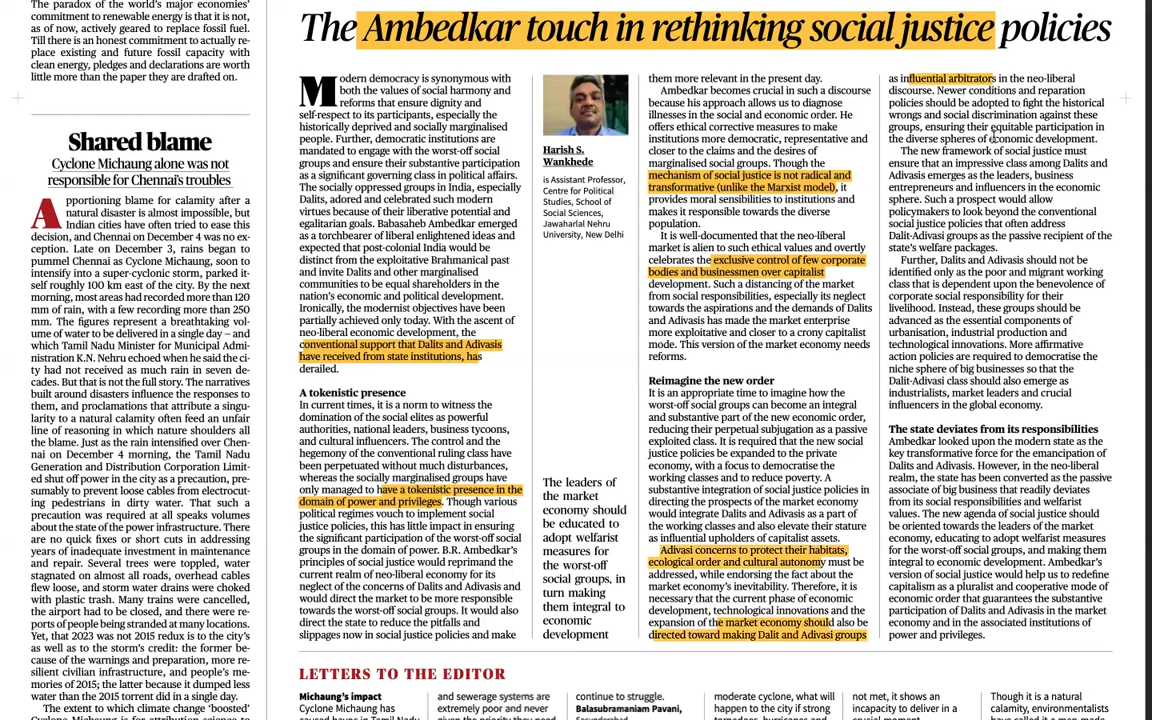 The paradox of the world's major economies'
commitment to renewable energy is that it is not,
as of now, actively geared to replace fossil fuel.
Till there is an honest commitment to actually re-
place existing and future fossil capacity with
clean energy, pledges and declarations are worth
little more than the paper they are drafted on.
Shared blame
Cyclone Michaung alone was not
responsible for Chennai's troubles
Apportioning blame for calamity after a
natural disaster is almost impossible, but
Indian cities have often tried to ease this
decision, and Chennai on December 4 was no ex-
ception. Late on December 3, rains began to
pummel Chennai as Cyclone Michaung, soon to
intensify into a super-cyclonic storm, parked it-
self roughly 100 km east of the city. By the next
morning, most areas had recorded more than 120
mm of rain, with a few recording more than 250
mm. The figures represent a breathtaking vol-
ume of water to be delivered in a single day – and
which Tamil Nadu Minister for Municipal Admi-
nistration K.N. Nehru echoed when he said the ci-
ty had not received as much rain in seven de-
cades. But that is not the full story. The narratives
built around disasters influence the responses to
them, and proclamations that attribute a singu-
larity to a natural calamity often feed an unfair
line of reasoning in which nature shoulders all
the blame. Just as the rain intensified over Chen-
nai on December 4 morning, the Tamil Nadu
Generation and Distribution Corporation Limit-
ed shut off power in the city as a precaution, pre-
sumably to prevent loose cables from electrocut-
ing pedestrians in dirty water. That such a
precaution was required at all speaks volumes
about the state of the power infrastructure. There
are no quick fixes or short cuts in addressing
years of inadequate investment in maintenance
and repair. Several trees were toppled, water
stagnated on almost all roads, overhead cables
flew loose, and storm water drains were choked
with plastic trash. Many trains were cancelled,
the airport had to be closed, and there were re-
ports of people being stranded at many locations.
Yet, that 2023 was not 2015 redux is to the city's
as well as to the storm's credit: the former be-
cause of the warnings and preparation, more re-
silient civilian infrastructure, and people's me-
mories of 2015; the latter because it dumped less
water than the 2015 torrent did in a single day.
The extent to which climate change 'boosted'
The Ambedkar touch in rethinking social justice policies
Modern democracy is synonymous with
both the values of social harmony and
reforms that ensure dignity and
self-respect to its participants, especially the
historically deprived and socially marginalised
people. Further, democratic institutions are
mandated to engage with the worst-off social
groups and ensure their substantive participation
as a significant governing class in political affairs.
The socially oppressed groups in India, especially
Dalits, adored and celebrated such modern
virtues because of their liberative potential and
egalitarian goals. Babasaheb Ambedkar emerged
as a torchbearer of liberal enlightened ideas and
expected that post-colonial India would be
distinct from the exploitative Brahmanical past
and invite Dalits and other marginalised
communities to be equal shareholders in the
nation's economic and political development.
Ironically, the modernist objectives have been
partially achieved only today. With the ascent of
neo-liberal economic development, the
conventional support that Dalits and Adivasis
have received from state institutions, has
derailed.
A tokenistic presence
In current times, it is a norm to witness the
domination of the social elites as powerful
authorities, national leaders, business tycoons,
and cultural influencers. The control and the
hegemony of the conventional ruling class have
been perpetuated without much disturbances,
whereas the socially marginalised groups have
only managed to have a tokenistic presence in the
domain of power and privileges. Though various
political regimes vouch to implement social
justice policies, this has little impact in ensuring
the significant participation of the worst-off social
groups in the domain of power. B.R. Ambedkar's
principles of social justice would reprimand the
current realm of neo-liberal economy for its
neglect of the concerns of Dalits and Adivasis and
would direct the market to be more responsible
towards the worst-off social groups. It would also
direct the state to reduce the pitfalls and
slippages now in social justice policies and make
Harish S.
Wankhede
is Assistant Professor,
Centre for Political
Studies, School of
Social Sciences,
Jawaharlal Nehru
University, New Delhi
The leaders of
the market
economy should
be educated to
adopt welfarist
measures for
the worst-off
social groups, in
turn making
them integral to
economic
development
them more relevant in the present day.
Ambedkar becomes crucial in such a discourse
because his approach allows us to diagnose
illnesses in the social and economic order. He
offers ethical corrective measures to make
institutions more democratic, representative and
closer to the claims and the desires of
marginalised social groups. Though the
mechanism of social justice is not radical and
transformative (unlike the Marxist model), it
provides moral sensibilities to institutions and
makes it responsible towards the diverse
population.
It is well-documented that the neo-liberal
market is alien to such ethical values and overtly
celebrates the exclusive control of few corporate
bodies and businessmen over capitalist
development. Such a distancing of the market
from social responsibilities, especially its neglect
towards the aspirations and the demands of Dalits
and Adivasis has made the market enterprise
more exploitative and closer to a crony capitalist
mode. This version of the market economy needs
reforms.
Reimagine the new order
It is an appropriate time to imagine how the
worst-off social groups can become an integral
and substantive part of the new economic order,
reducing their perpetual subjugation as a passive
exploited class. It is required that the new social
justice policies be expanded to the private
economy, with a focus to democratise the
working classes and to reduce poverty. A
substantive integration of social justice policies in
directing the prospects of the market economy
would integrate Dalits and Adivasis as a part of
the working classes and also elevate their stature
as influential upholders of capitalist assets.
Adivasi concerns to protect their habitats,
ecological order and cultural autonomy must be
addressed, while endorsing the fact about the
market economy's inevitability. Therefore, it is
necessary that the current phase of economic
development, technological innovations and the
expansion of the market economy should also be
directed toward making Dalit and Adivasi groups
as influential arbitrators in the neo-liberal
discourse. Newer conditions and reparation
policies should be adopted to fight the historical
wrongs and social discrimination against these
groups, ensuring their equitable participation in
the diverse spheres of economic development.
The new framework of social justice must
ensure that an impressive class among Dalits and
Adivasis emerge as the leaders, business
entrepreneurs and influencers in the economic
sphere. Such a prospect would allow
policymakers to look beyond the conventional
social justice policies that often address
Dalit-Adivasi groups as the passive recipient of the
state's welfare packages.
Further, Dalits and Adivasis should not be
identified only as the poor and migrant working
class that is dependent upon the benevolence of
corporate social responsibility for their
livelihood. Instead, these groups should be
advanced as the essential components of
urbanisation, industrial production and
technological innovations. More affirmative
action policies are required to democratise the
niche sphere of big businesses so that the
Dalit-Adivasi class should also emerge as
industrialists, market leaders and crucial
influencers in the global economy.
The state deviates from its responsibilities
Ambedkar looked upon the modern state as the
key transformative force for the emancipation of
Dalits and Adivasis. However, in the neo-liberal
realm, the state has been converted as the passive
associate of big business that readily deviates
from its social responsibilities and welfarist
values. The new agenda of social justice should
be oriented towards the leaders of the market
economy, educating to adopt welfarist measures
for the worst-off social groups, and making them
integral to economic development. Ambedkar's
version of social justice would help us to redefine
capitalism as a pluralist and cooperative mode of
economic order that guarantees the substantive
participation of Dalits and Adivasis in the market
economy and in the associated institutions of
power and privileges.
LETTERS TO THE EDITOR
Michaung's impact
Cyclone Michaung has
and sewerage systems are
extremely poor and never
continue to struggle.
Balasubramaniam Pavani,
moderate cyclone, what will
happen to the city if strong
not met, it shows an
incapacity to deliver in a
Though it is a natural
calamity, environmentalists